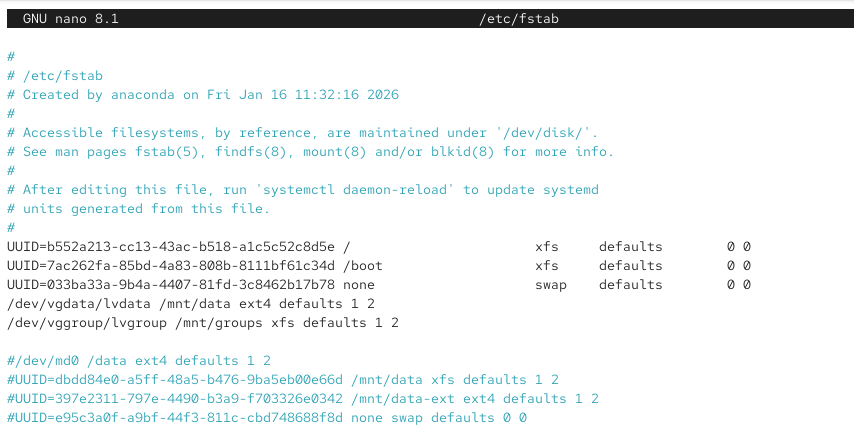 GNU nano 8.1 /etc/fstab
#
# /etc/fstab
# Created by anaconda on Fri Jan 16 11:32:16 2026
#
# Accessible filesystems, by reference, are maintained under '/dev/disk/'.
# See man pages fstab(5), findfs(8), mount(8) and/or blkid(8) for more info.
#
# After editing this file, run 'systemctl daemon-reload' to update systemd
# units generated from this file.
#
UUID=b552a213-cc13-43ac-b518-a1c5c52c8d5e / xfs defaults 0 0
UUID=7ac262fa-85bd-4a83-808b-8111bf61c34d /boot xfs defaults 0 0
UUID=033ba33a-9b4a-4407-81fd-3c8462b17b78 none swap defaults 0 0
/dev/vgdata/lvdata /mnt/data ext4 defaults 1 2
/dev/vggroup/lvgroup /mnt/groups xfs defaults 1 2
#/dev/md0 /data ext4 defaults 1 2
#UUID=dbdd84e0-a5ff-48a5-b476-9ba5eb00e66d /mnt/data xfs defaults 1 2
#UUID=397e2311-797e-4490-b3a9-f703326e0342 /mnt/data-ext ext4 defaults 1 2
#UUID=e95c3a0f-a9bf-44f3-811c-cbd748688f8d none swap defaults 0 0